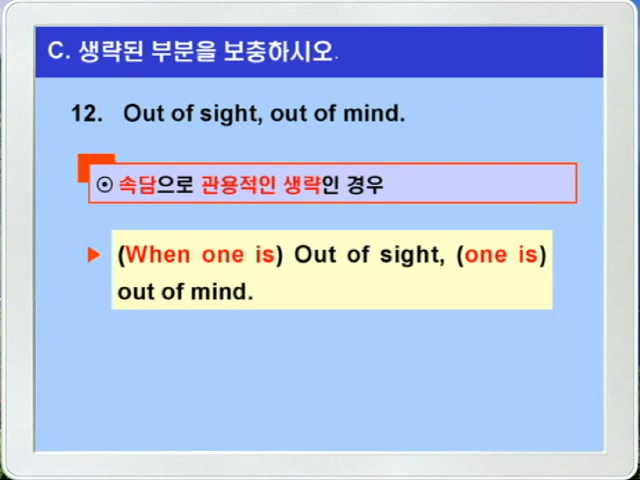 C. 생략된 부분을 보충하시오.
12. Out of sight, out of mind.
⊙ 속담으로 관용적인 생략인 경우
▶ (When one is) Out of sight, (one is)
out of mind.